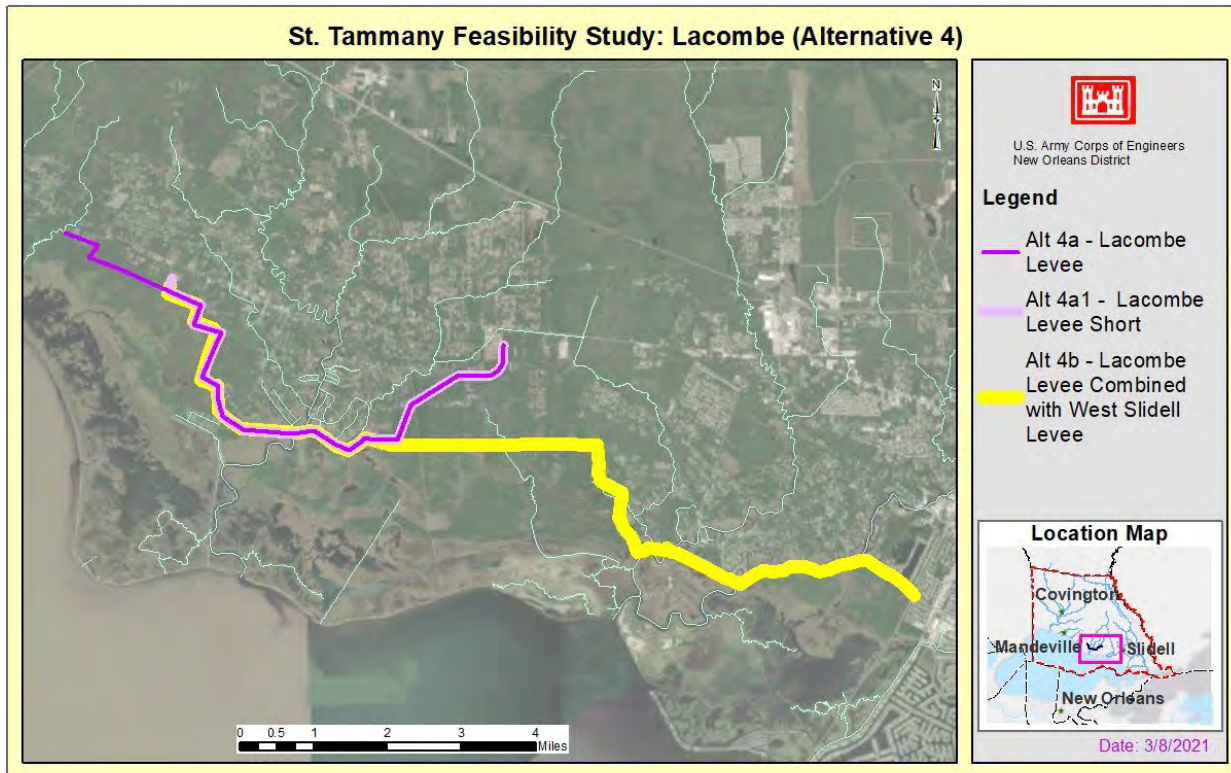 St. Tammany Feasibility Study: Lacombe (Alternative 4)
N
U.S. Army Corps of Engineers
New Orleans District
Legend
Alt 4a - Lacombe
Levee
Alt 4a1 - Lacombe
Levee Short
Alt 4b - Lacombe
Levee Combined
with West Slidell
Levee
Location Map
Covington
Mandeville
Slidell
New Orleans
Date: 3/8/2021
0 0.5 1 2 3 4
Miles